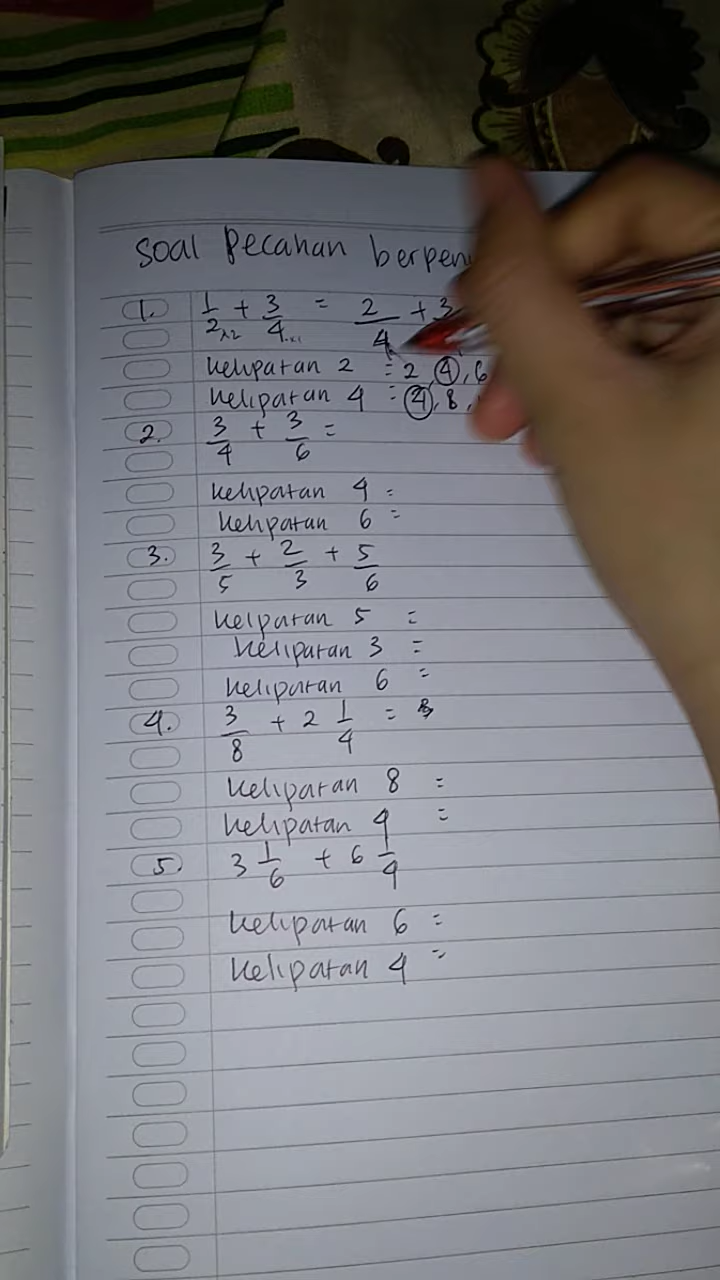 Soal Pecahan
1. 1/2 x2 + 3/4 = 2/4 + 3
Kelipatan 2 = 2, 4, 6
Kelipatan 4 = 4, 8,
2. 3/4 + 3/6 =
Kelipatan 4 =
Kelipatan 6 =
3. 3/5 + 2/3 + 5/6
Kelpatan 5 =
Kelipatan 3 =
Kelipatan 6 =
4. 3/8 + 2 1/4 =
Kelipatan 8 =
Kelipatan 4 =
5. 3 1/6 + 6 1/4
Kelipatan 6 =
Kelipatan 4 =